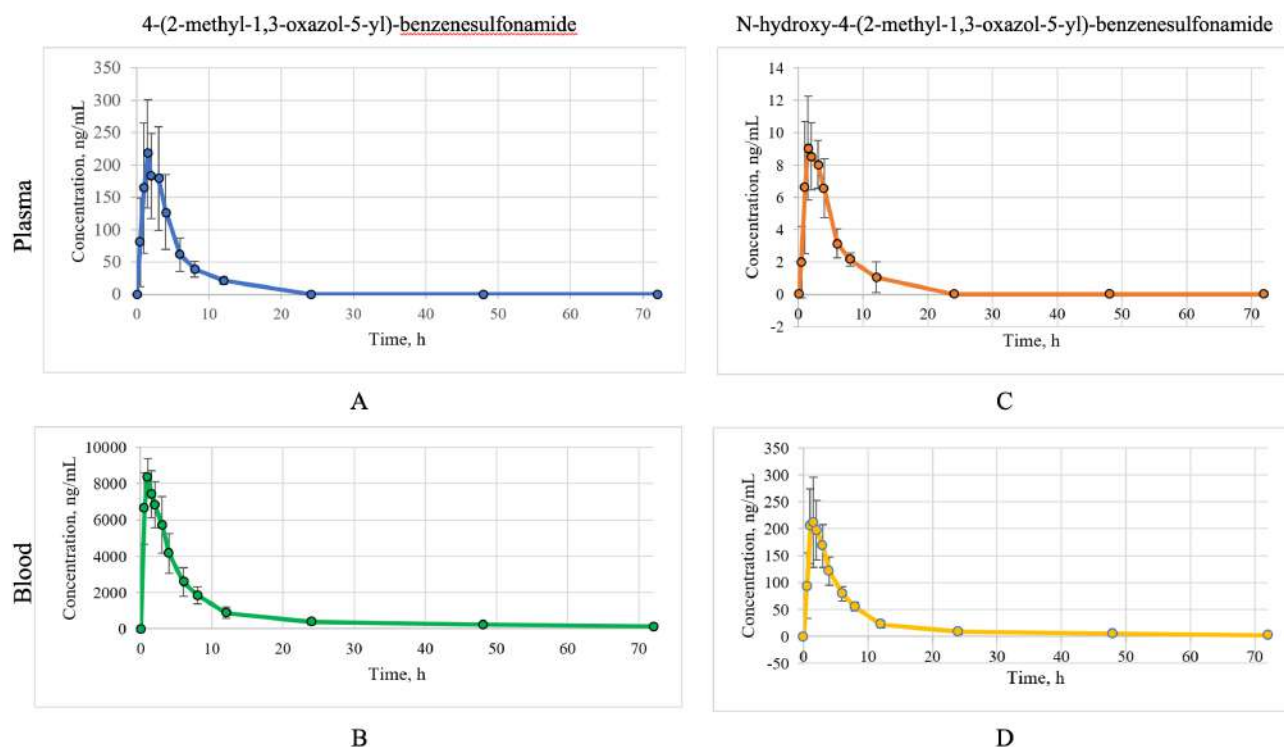 4-(2-methyl-1,3-oxazol-5-yl)-benzenesulfonamide
N-hydroxy-4-(2-methyl-1,3-oxazol-5-yl)-benzenesulfonamide
Plasma
Concentration, ng/mL
350
300
250
200
150
100
50
0
0 10 20 30 40 50 60 70
Time, h
A
Concentration, ng/mL
14
12
10
8
6
4
2
0
-2
0 10 20 30 40 50 60 70
Time, h
C
Blood
Concentration, ng/mL
10000
8000
6000
4000
2000
0
0 10 20 30 40 50 60 70
Time, h
B
Concentration, ng/mL
350
300
250
200
150
100
50
0
-50
0 10 20 30 40 50 60 70
Time, h
D